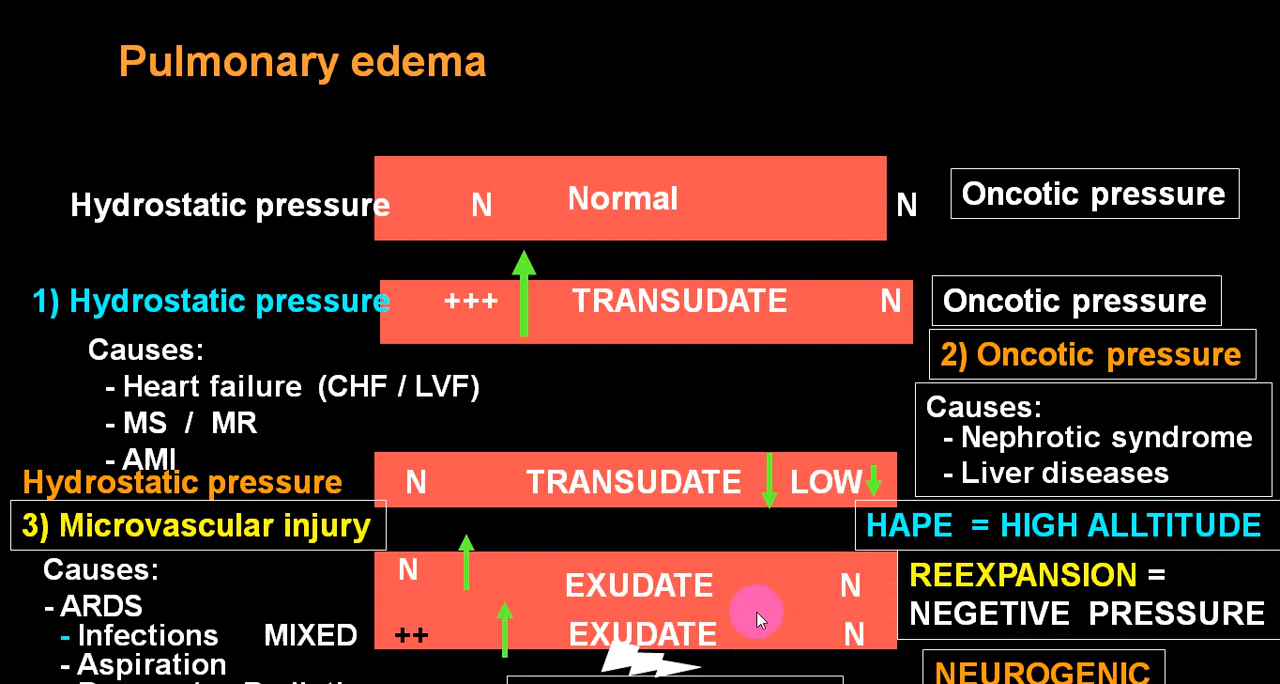 Pulmonary edema
Hydrostatic pressure N Normal N Oncotic pressure
1) Hydrostatic pressure +++ TRANSUDATE N Oncotic pressure
2) Oncotic pressure
Causes:
- Heart failure (CHF / LVF)
- MS / MR
- AMI
Causes:
- Nephrotic syndrome
- Liver diseases
Hydrostatic pressure N TRANSUDATE LOW
3) Microvascular injury
HAPE = HIGH ALLTITUDE
Causes:
- ARDS
- Infections MIXED
- Aspiration
N EXUDATE N
++ EXUDATE N
REEXPANSION =
NEGETIVE PRESSURE
NEUROGENIC